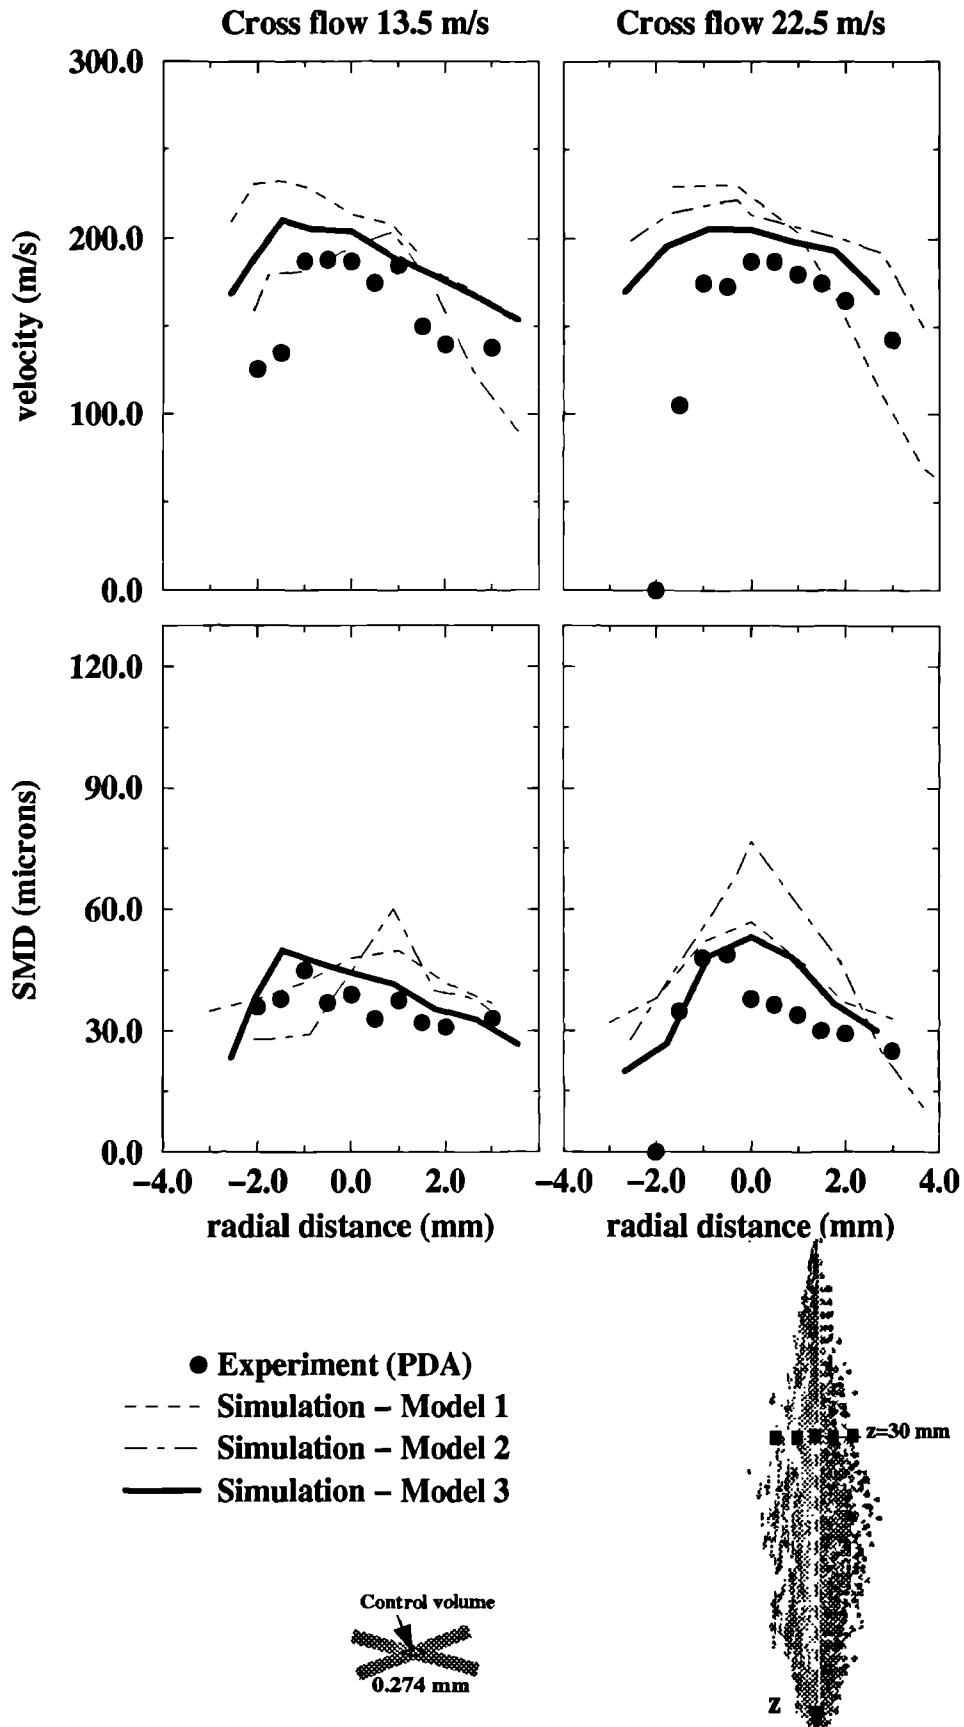 Cross flow 13.5 m/s
Cross flow 22.5 m/s
300.0
200.0
100.0
0.0
velocity (m/s)
120.0
90.0
60.0
30.0
0.0
SMD (microns)
−4.0 −2.0 0.0 2.0
−4.0 −2.0 0.0 2.0 4.0
radial distance (mm)
radial distance (mm)
Experiment (PDA)
Simulation − Model 1
Simulation − Model 2
Simulation − Model 3
z=30 mm
Control volume
0.274 mm
z